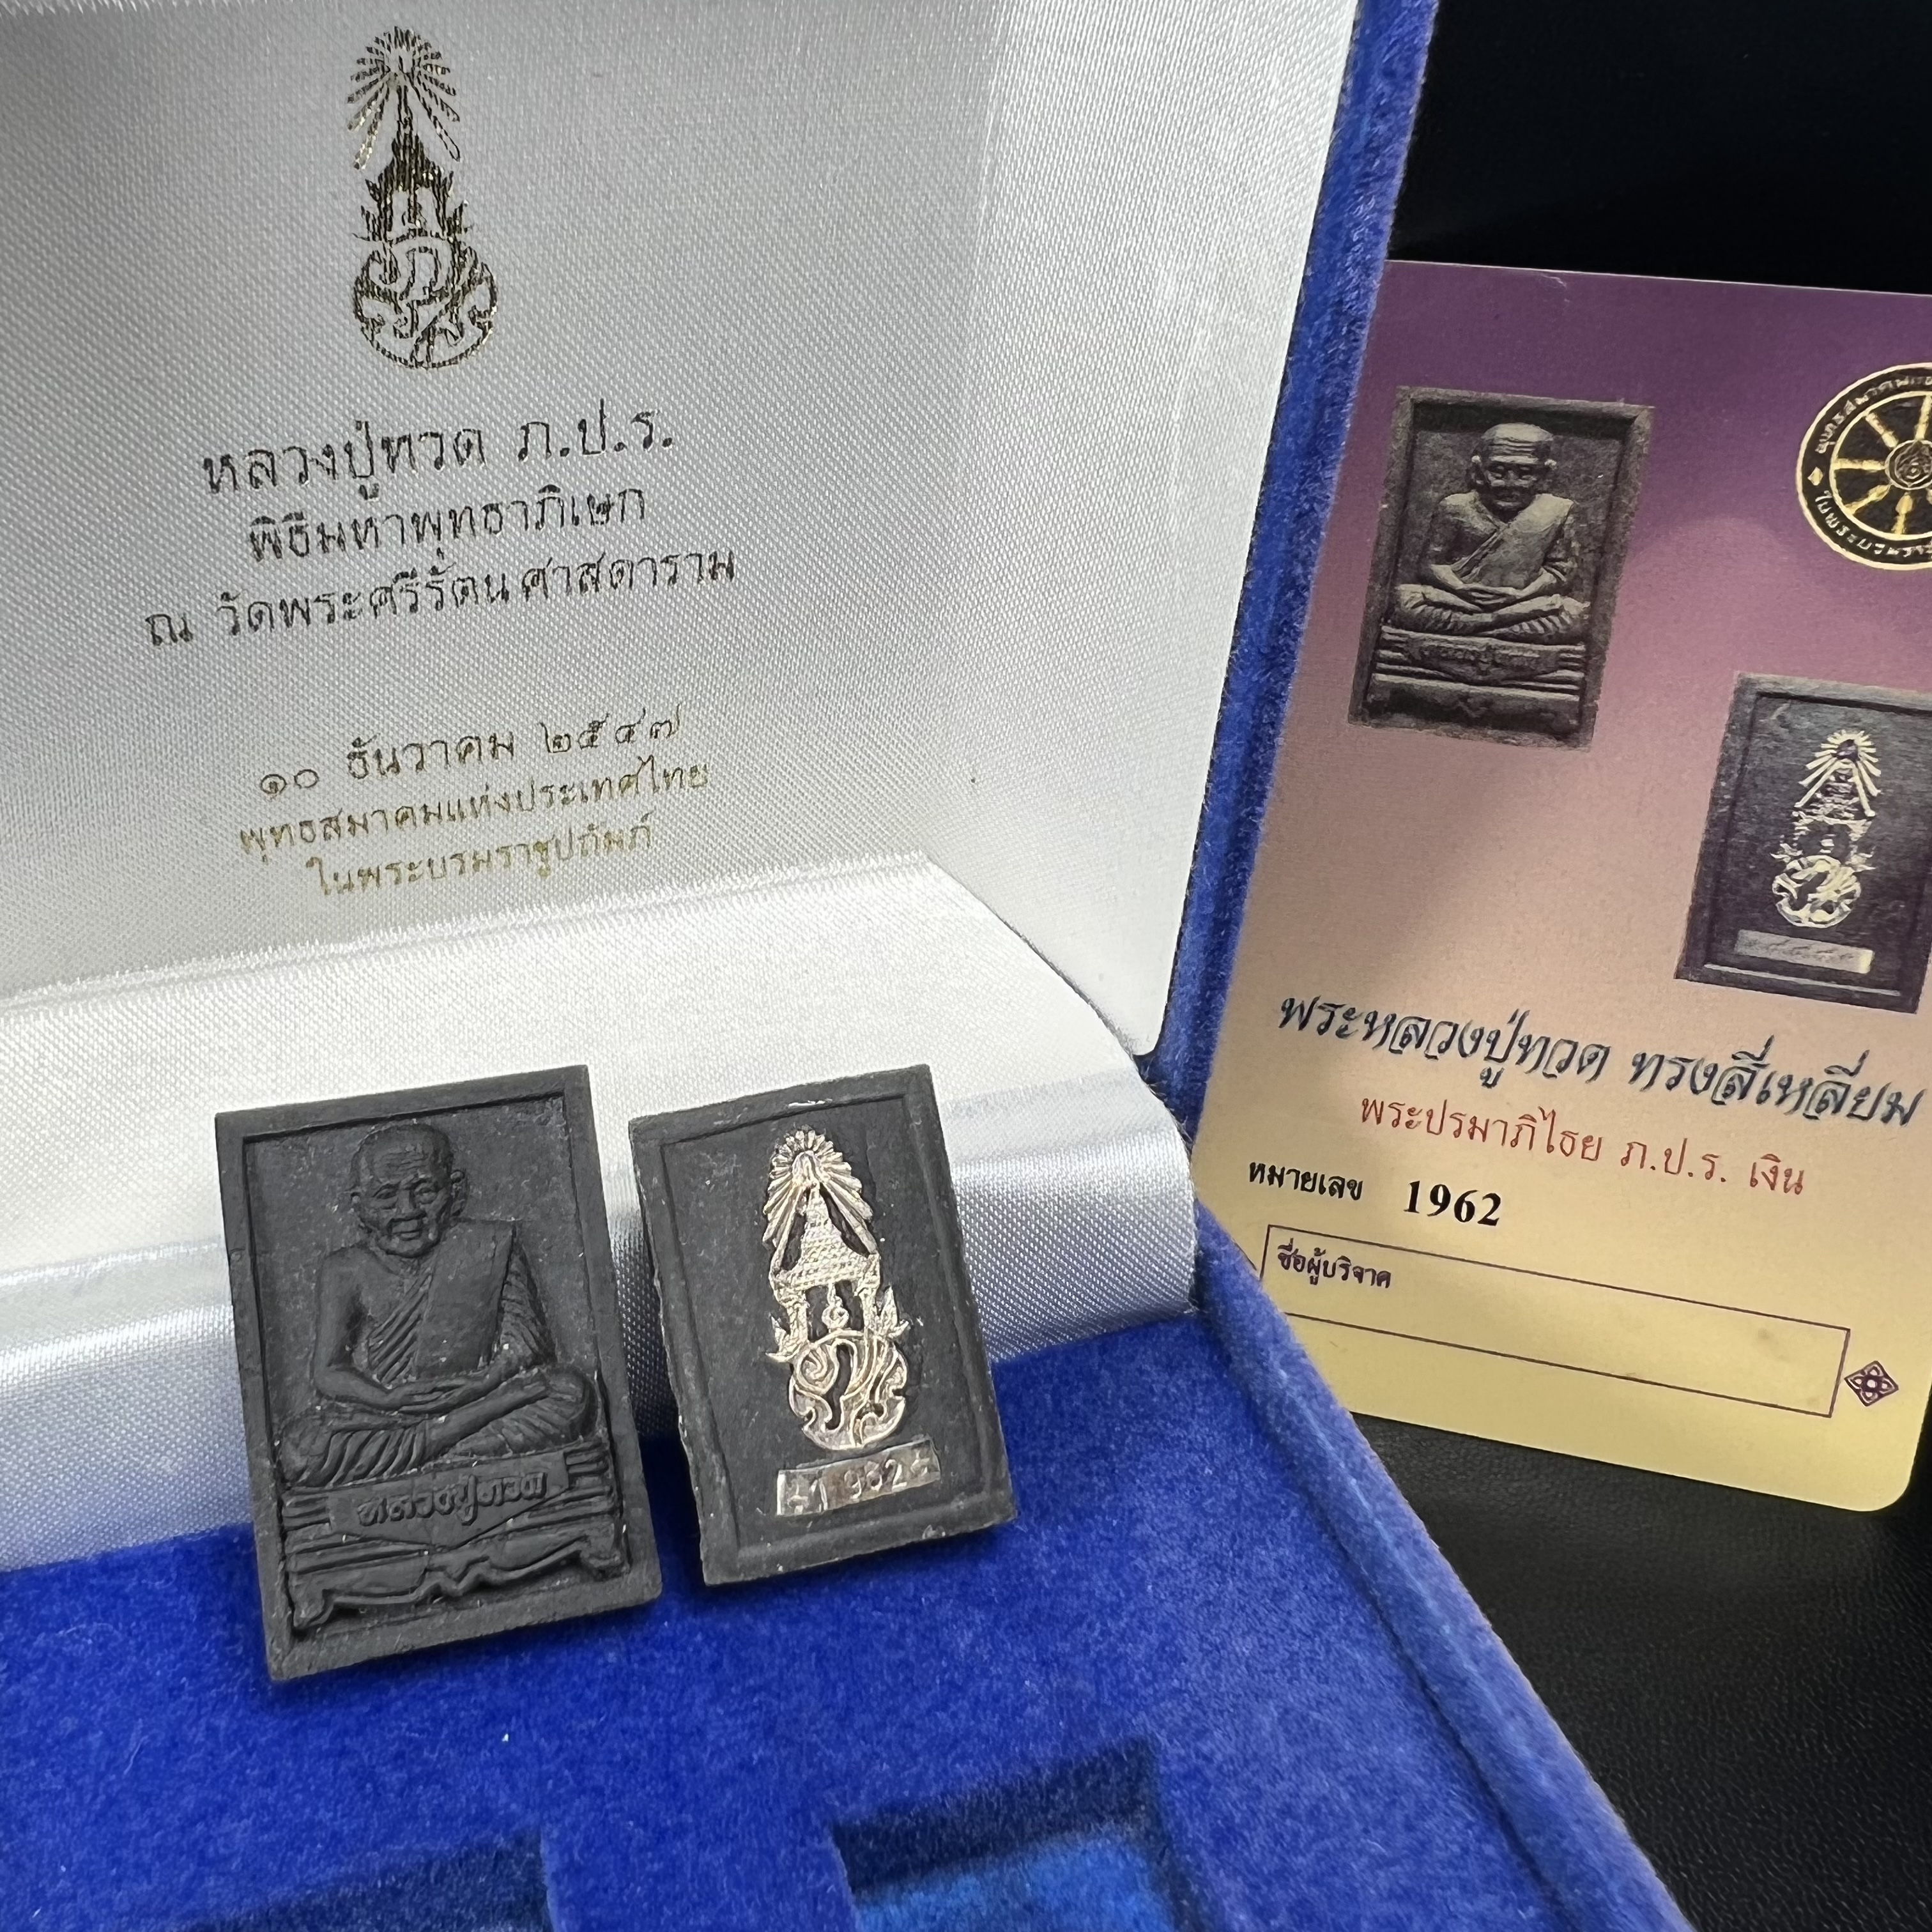 หลวงปู่ทวด ภ.ป.ร.
พิธีมหาพุทธาภิเษก
ณ วัดพระศรีรัตนศาสดาราม
๑๐ ธันวาคม ๒๕๔๗
พุทธสมาคมแห่งประเทศไทย
ในพระบรมราชูปถัมภ์
หลวงปู่ทวด
พระหลวงปู่ทวด ทรงสี่เหลี่ยม
พระปรมาภิไธย ภ.ป.ร. เงิน
หมายเลข 1962
ชื่อผู้บริจาค